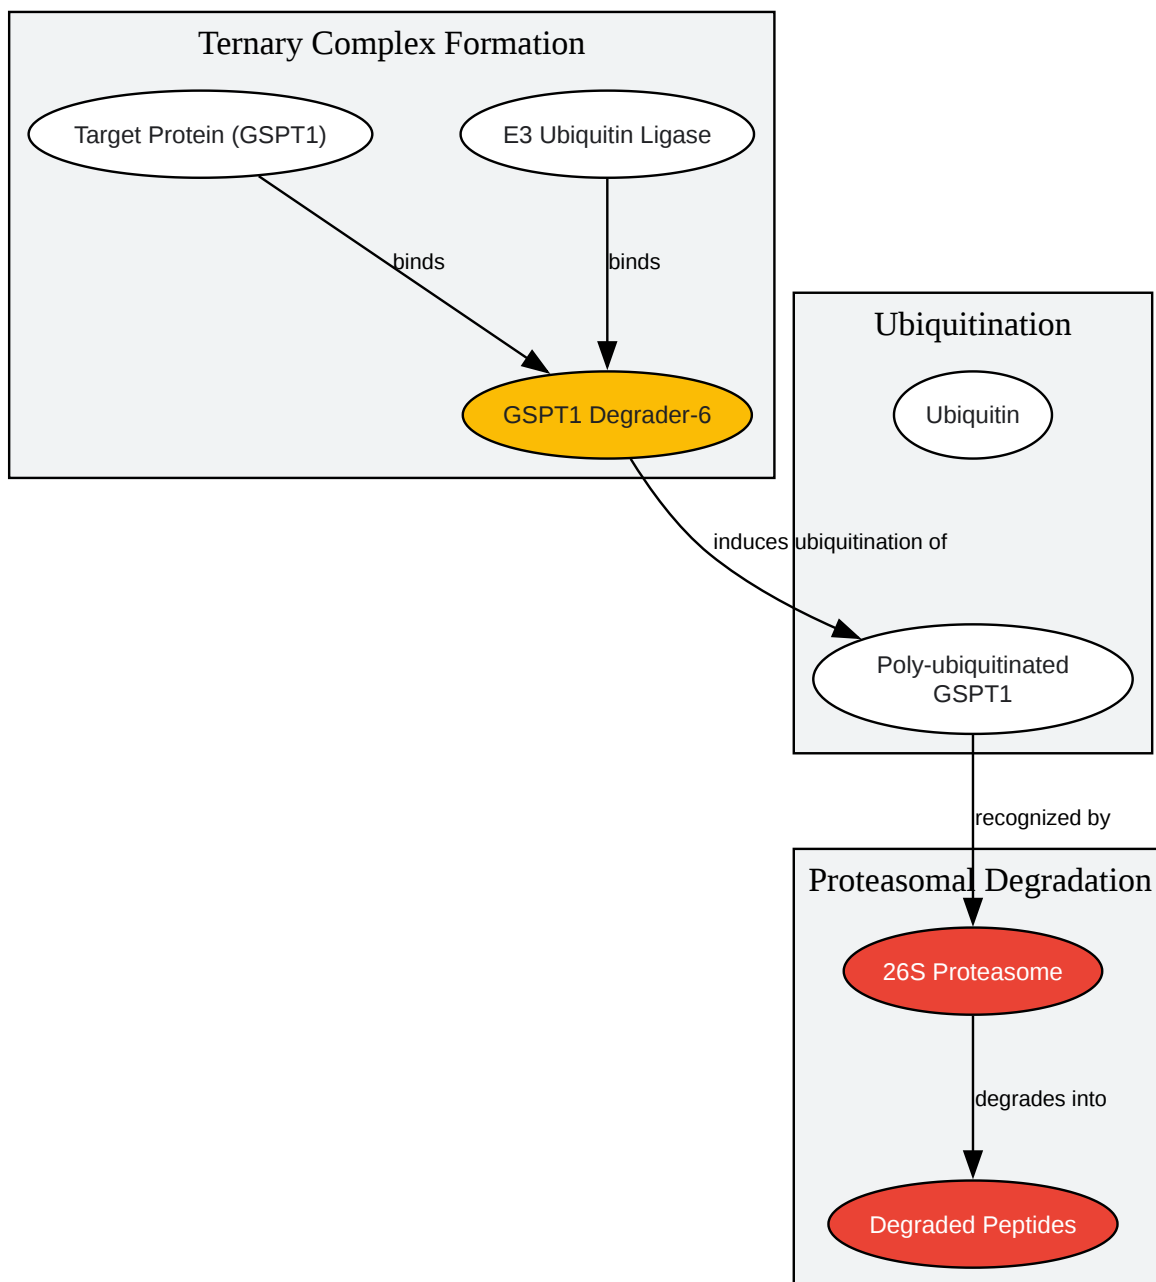 Ternary Complex Formation
Target Protein (GSPT1)
E3 Ubiquitin Ligase
binds
binds
GSPT1 Degrader-6
Ubiquitination
Ubiquitin
induces ubiquitination of
Poly-ubiquitinated
GSPT1
recognized by
Proteasomal Degradation
26S Proteasome
degrades into
Degraded Peptides